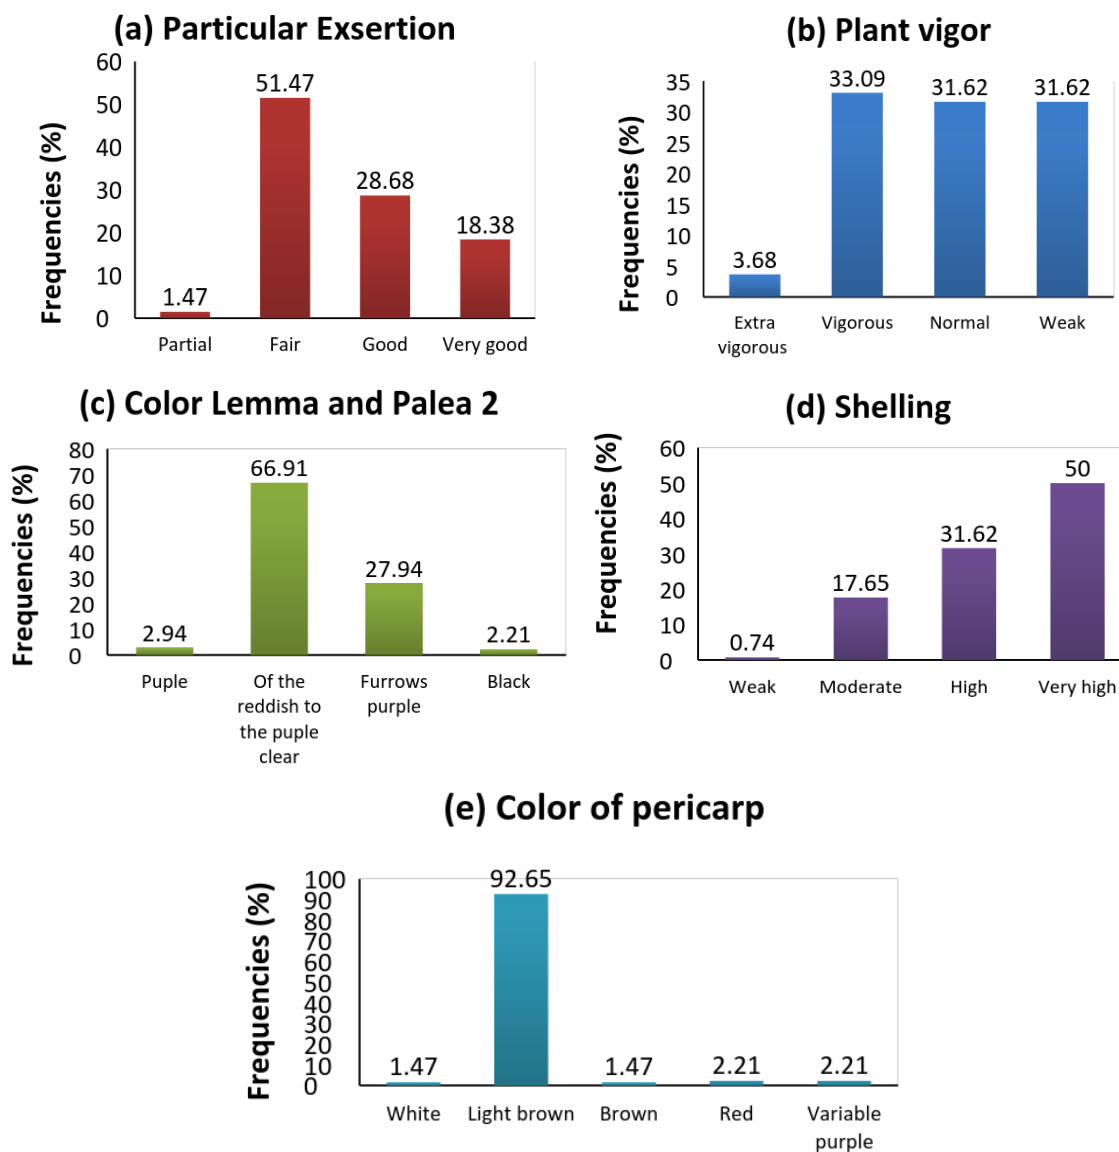 (a) Particular Exsertion
Frequencies (%)
60
50
40
30
20
10
0
1.47
51.47
28.68
18.38
Partial
Fair
Good
Very good
(b) Plant vigor
Frequencies (%)
35
30
25
20
15
10
5
0
3.68
33.09
31.62
31.62
Extra
vigorous
Vigorous
Normal
Weak
(c) Color Lemma and Palea 2
Frequencies (%)
80
70
60
50
40
30
20
10
0
2.94
66.91
27.94
2.21
Puple
Of the
reddish to
the puple
clear
Furrows
purple
Black
(d) Shelling
Frequencies (%)
60
50
40
30
20
10
0
0.74
17.65
31.62
50
Weak
Moderate
High
Very high
(e) Color of pericarp
Frequencies (%)
100
90
80
70
60
50
40
30
20
10
0
1.47
92.65
1.47
2.21
2.21
White
Light brown
Brown
Red
Variable
purple